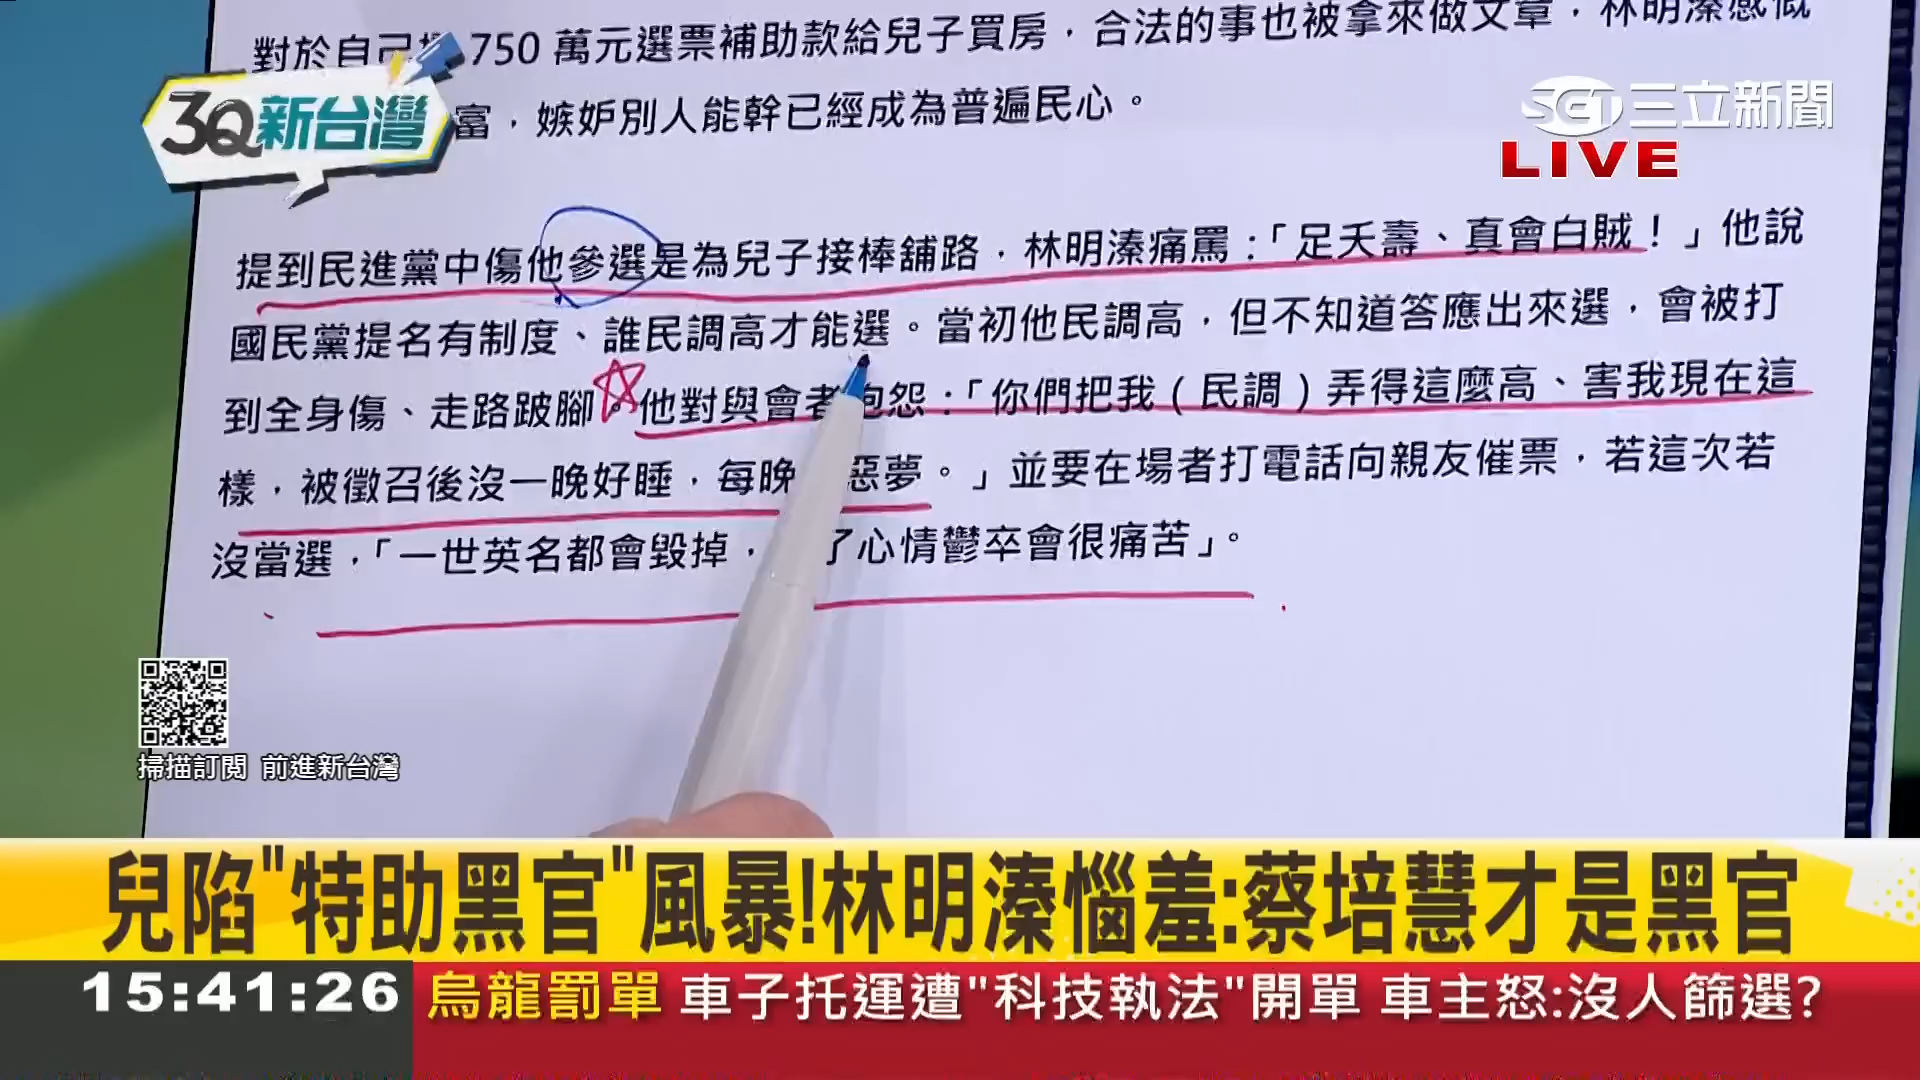 對於自己 750 萬元選票補助款給兒子買房，合法的事也被拿來做文章，林明溱感慨
富，嫉妒別人能幹已經成為普遍民心。
3Q新台灣
SET三立新聞
LIVE
提到民進黨中傷他參選是為兒子接棒舖路，林明溱痛罵：「足夭壽、真會白賊！」他說
國民黨提名有制度、誰民調高才能選。當初他民調高，但不知道答應出來選，會被打
到全身傷、走路跛腳。他對與會者抱怨：「你們把我（民調）弄得這麼高、害我現在這
樣，被徵召後沒一晚好睡，每晚 惡夢。」並要在場者打電話向親友催票，若這次若
沒當選，「一世英名都會毀掉， 了心情鬱卒會很痛苦」。
掃描訂閱 前進新台灣
兒陷"特助黑官"風暴!林明溱惱羞:蔡培慧才是黑官
15:41:26 烏龍罰單 車子托運遭"科技執法"開單 車主怒:沒人篩選?